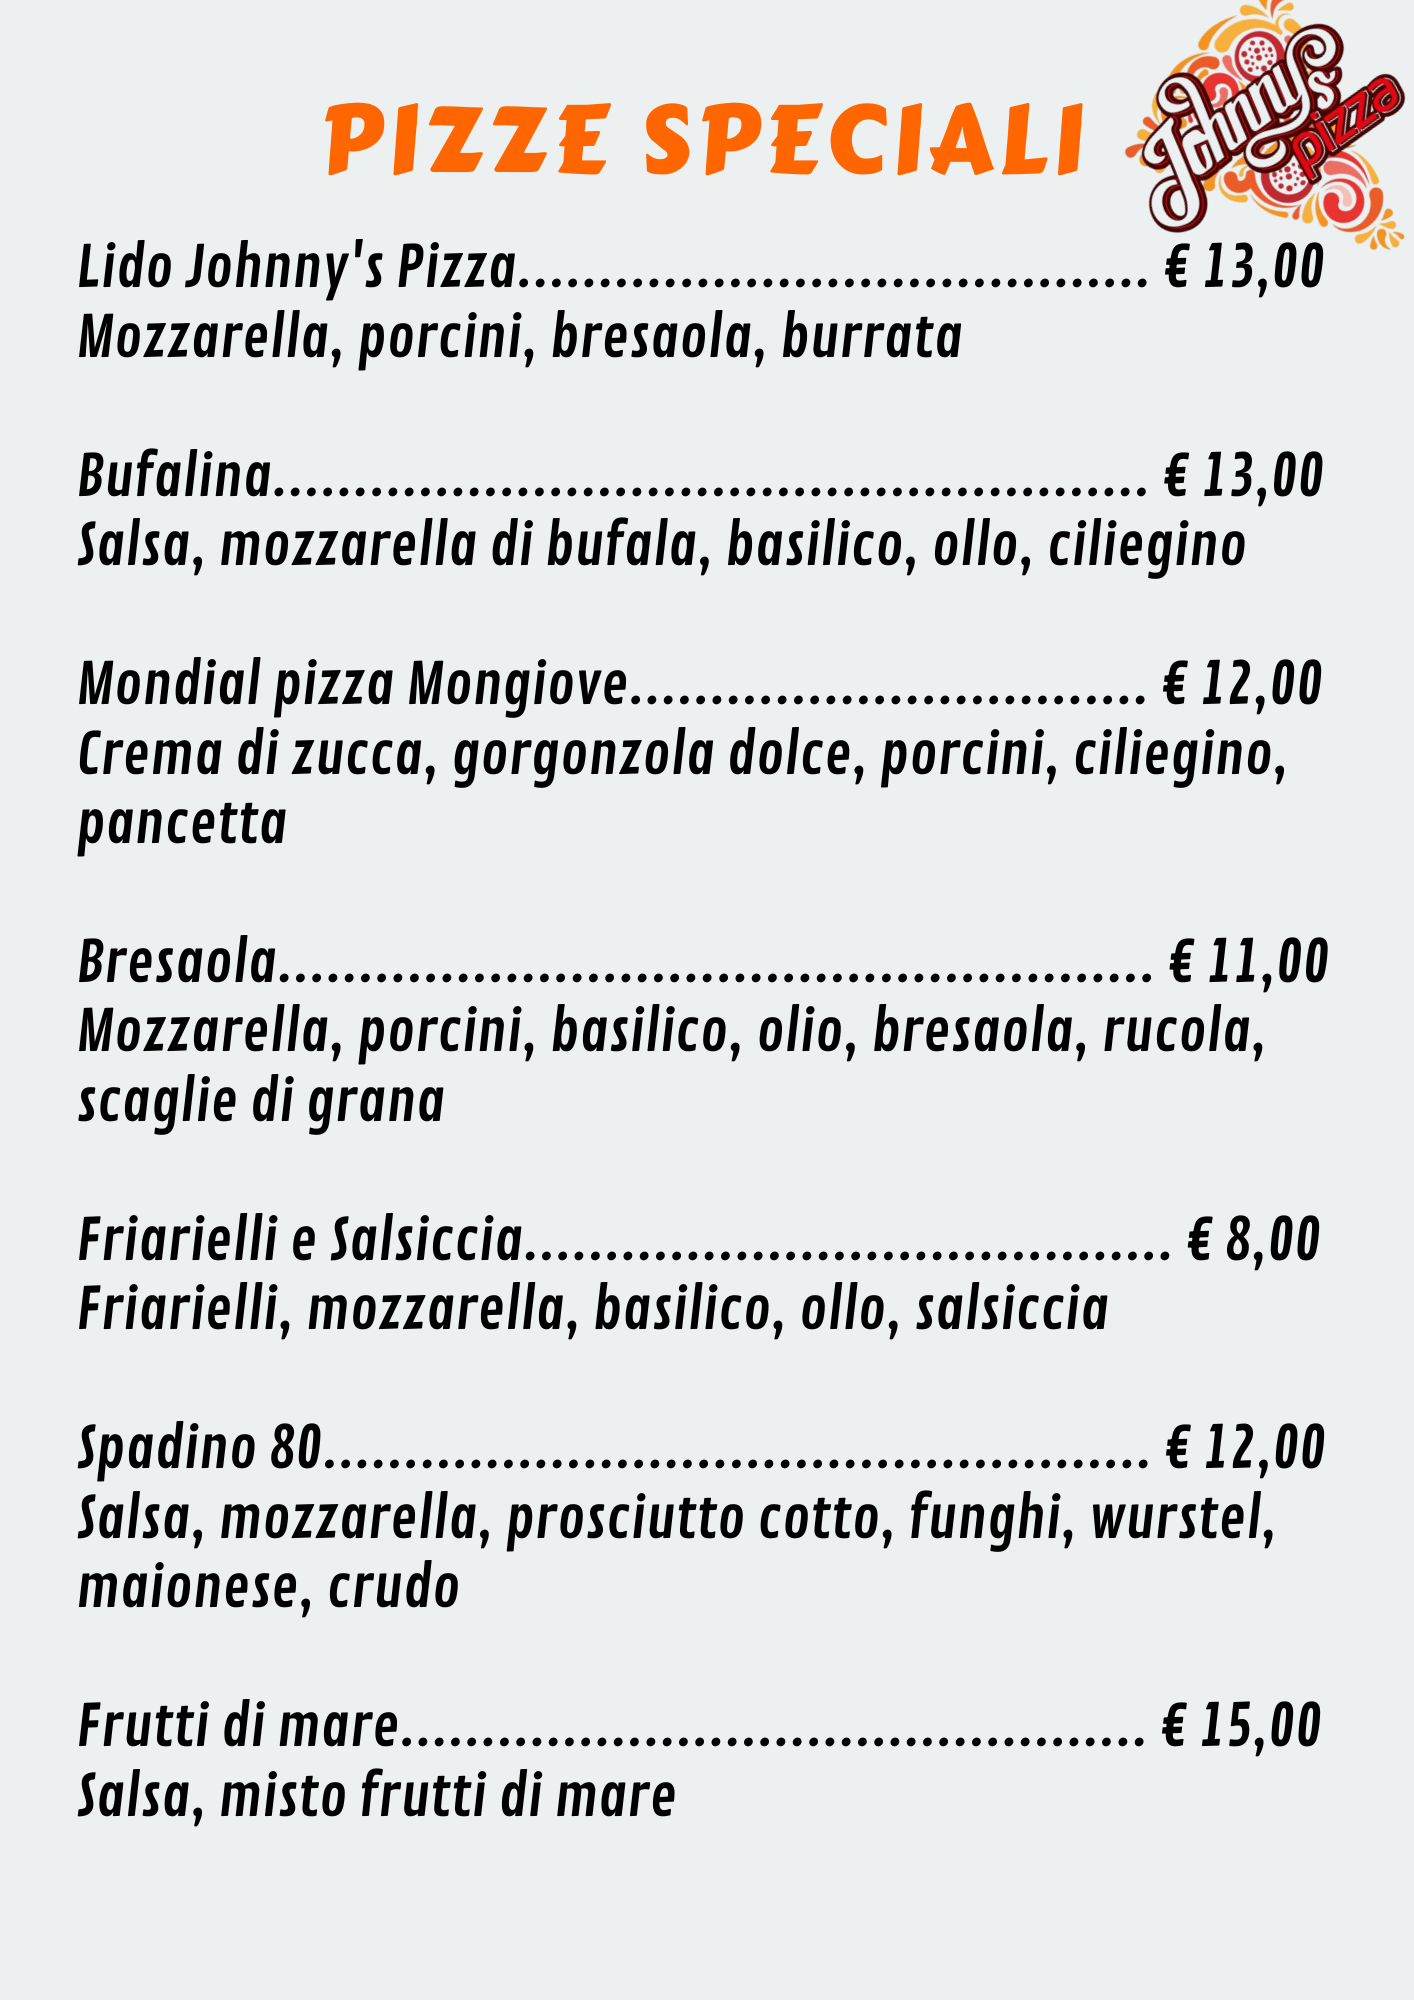 Johnny's
Pizza
PIZZE SPECIALI
Lido Johnny's Pizza....................................... € 13,00
Mozzarella, porcini, bresaola, burrata
Bufalina...................................................... € 13,00
Salsa, mozzarella di bufala, basilico, ollo, ciliegino
Mondial pizza Mongiove................................ € 12,00
Crema di zucca, gorgonzola dolce, porcini, ciliegino,
pancetta
Bresaola...................................................... € 11,00
Mozzarella, porcini, basilico, olio, bresaola, rucola,
scaglie di grana
Friarielli e Salsiccia........................................ € 8,00
Friarielli, mozzarella, basilico, ollo, salsiccia
Spadino 80................................................... € 12,00
Salsa, mozzarella, prosciutto cotto, funghi, wurstel,
maionese, crudo
Frutti di mare.............................................. € 15,00
Salsa, misto frutti di mare